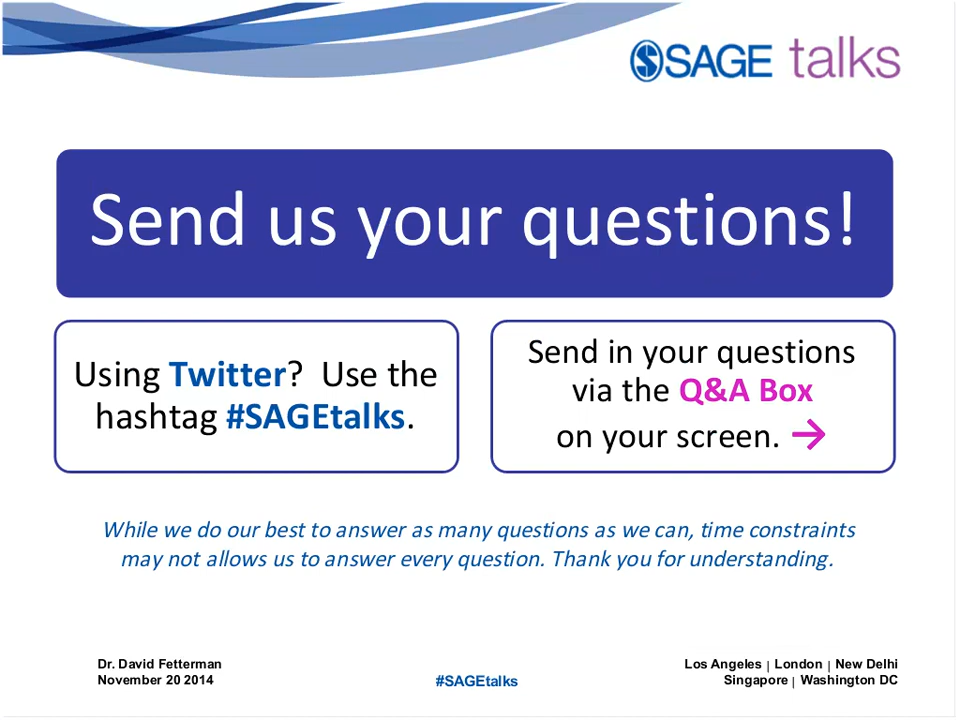 SAGE talks
Send us your questions!
Using Twitter? Use the
hashtag #SAGEtalks.
Send in your questions
via the Q&A Box
on your screen. →
While we do our best to answer as many questions as we can, time constraints
may not allows us to answer every question. Thank you for understanding.
Dr. David Fetterman
November 20 2014
#SAGEtalks
Los Angeles | London | New Delhi
Singapore | Washington DC